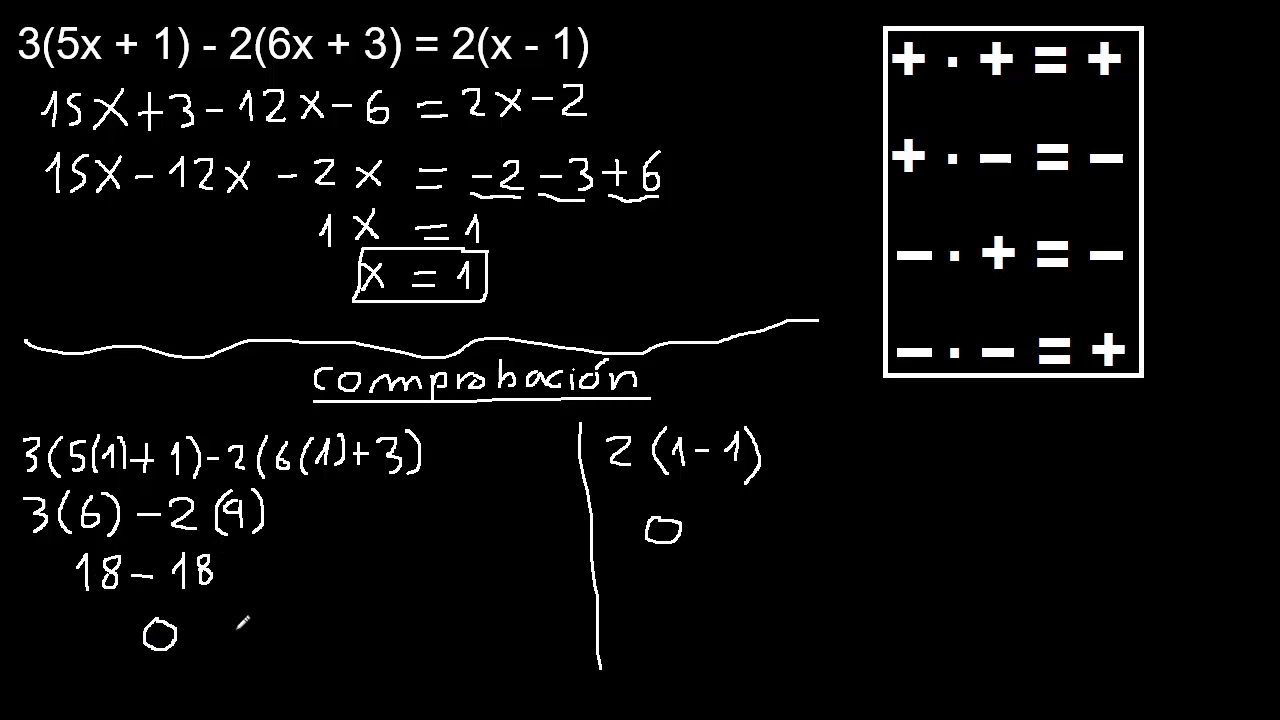 3(5x + 1) - 2(6x + 3) = 2(x - 1)
15x+3-12x-6 = 2x-2
15x-12x-2x = -2-3+6
1x = 1
x = 1
+ · + = +
+ · - = -
- · + = -
- · - = +
comprobación
3(5(1)+1)-2(6(1)+3)
3(6)-2(9)
18-18
0
2(1-1)
0